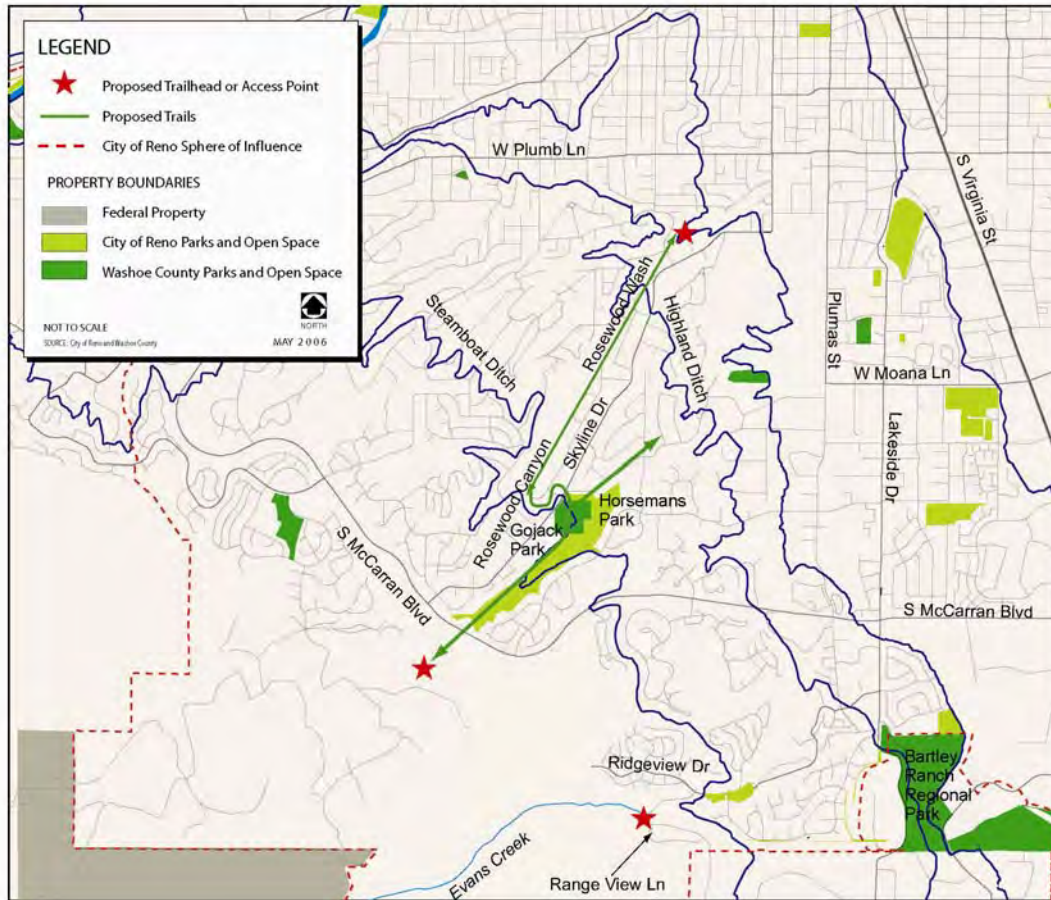 LEGEND
Proposed Trailhead or Access Point
Proposed Trails
City of Reno Sphere of Influence
PROPERTY BOUNDARIES
Federal Property
City of Reno Parks and Open Space
Washoe County Parks and Open Space
NORTH
NOT TO SCALE
SOURCE: City of Reno and Washoe County
MAY 2006
W Plumb Ln
S Virginia St
Rosewood Wash
Steamboat Ditch
Highland Ditch
Plumas St
W Moana Ln
Skyline Dr
Lakeside Dr
Rosewood Canyon
Horsemans
Park
Gojack
Park
S McCarran Blvd
S McCarran Blvd
Ridgeview Dr
Bartley
Ranch
Regional
Park
Evans Creek
Range View Ln